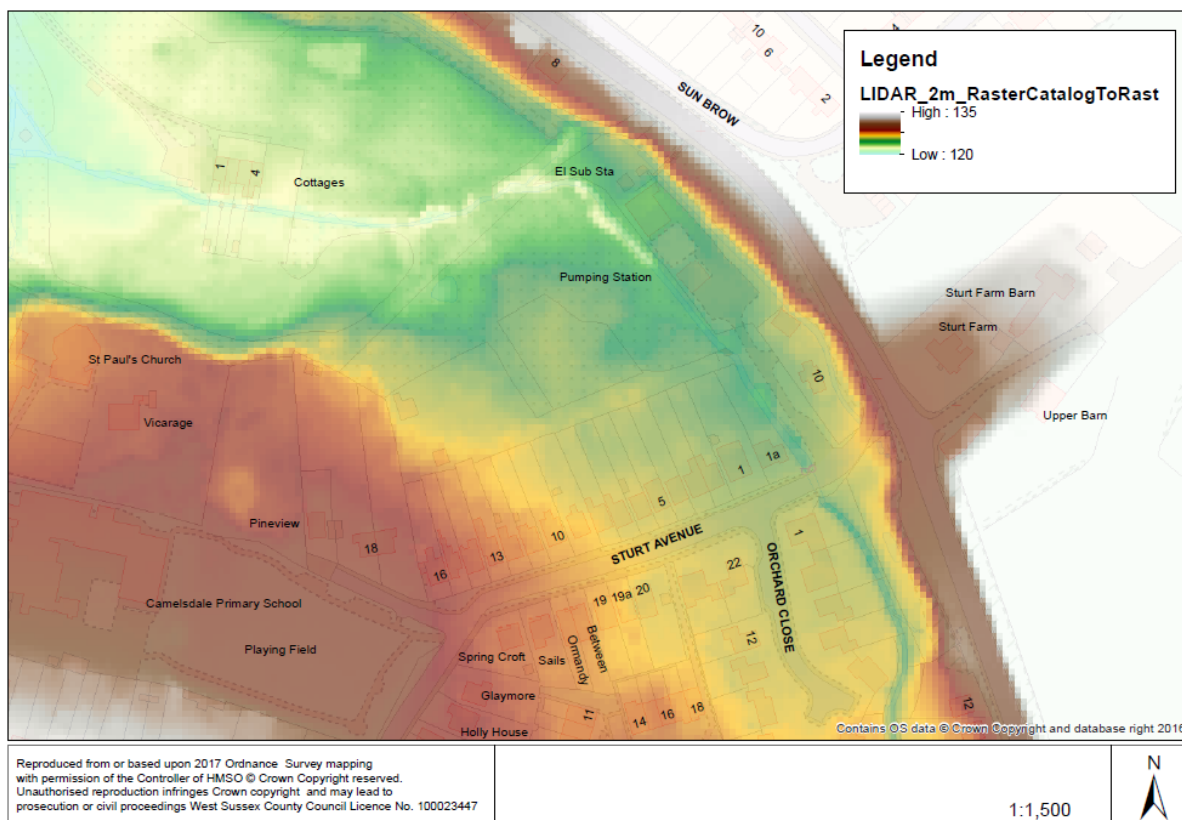 10
6
4
2
8
SUN BROW
Legend
LIDAR_2m_RasterCatalogToRast
High : 135
Low : 120
El Sub Sta
1
4
Cottages
Pumping Station
Sturt Farm Barn
Sturt Farm
St Paul's Church
Vicarage
10
Upper Barn
1a
1
5
Pineview
18
16
13
10
STURT AVENUE
1
22
ORCHARD CLOSE
19
19a
20
12
Camelsdale Primary School
Playing Field
Spring Croft
Sails
Ormandy
Between
Glaymore
Holly House
11
14
16
18
12
Contains OS data © Crown Copyright and database right 2016
Reproduced from or based upon 2017 Ordnance Survey mapping
with permission of the Controller of HMSO © Crown Copyright reserved.
Unauthorised reproduction infringes Crown copyright and may lead to
prosecution or civil proceedings West Sussex County Council Licence No. 100023447
1:1,500
N